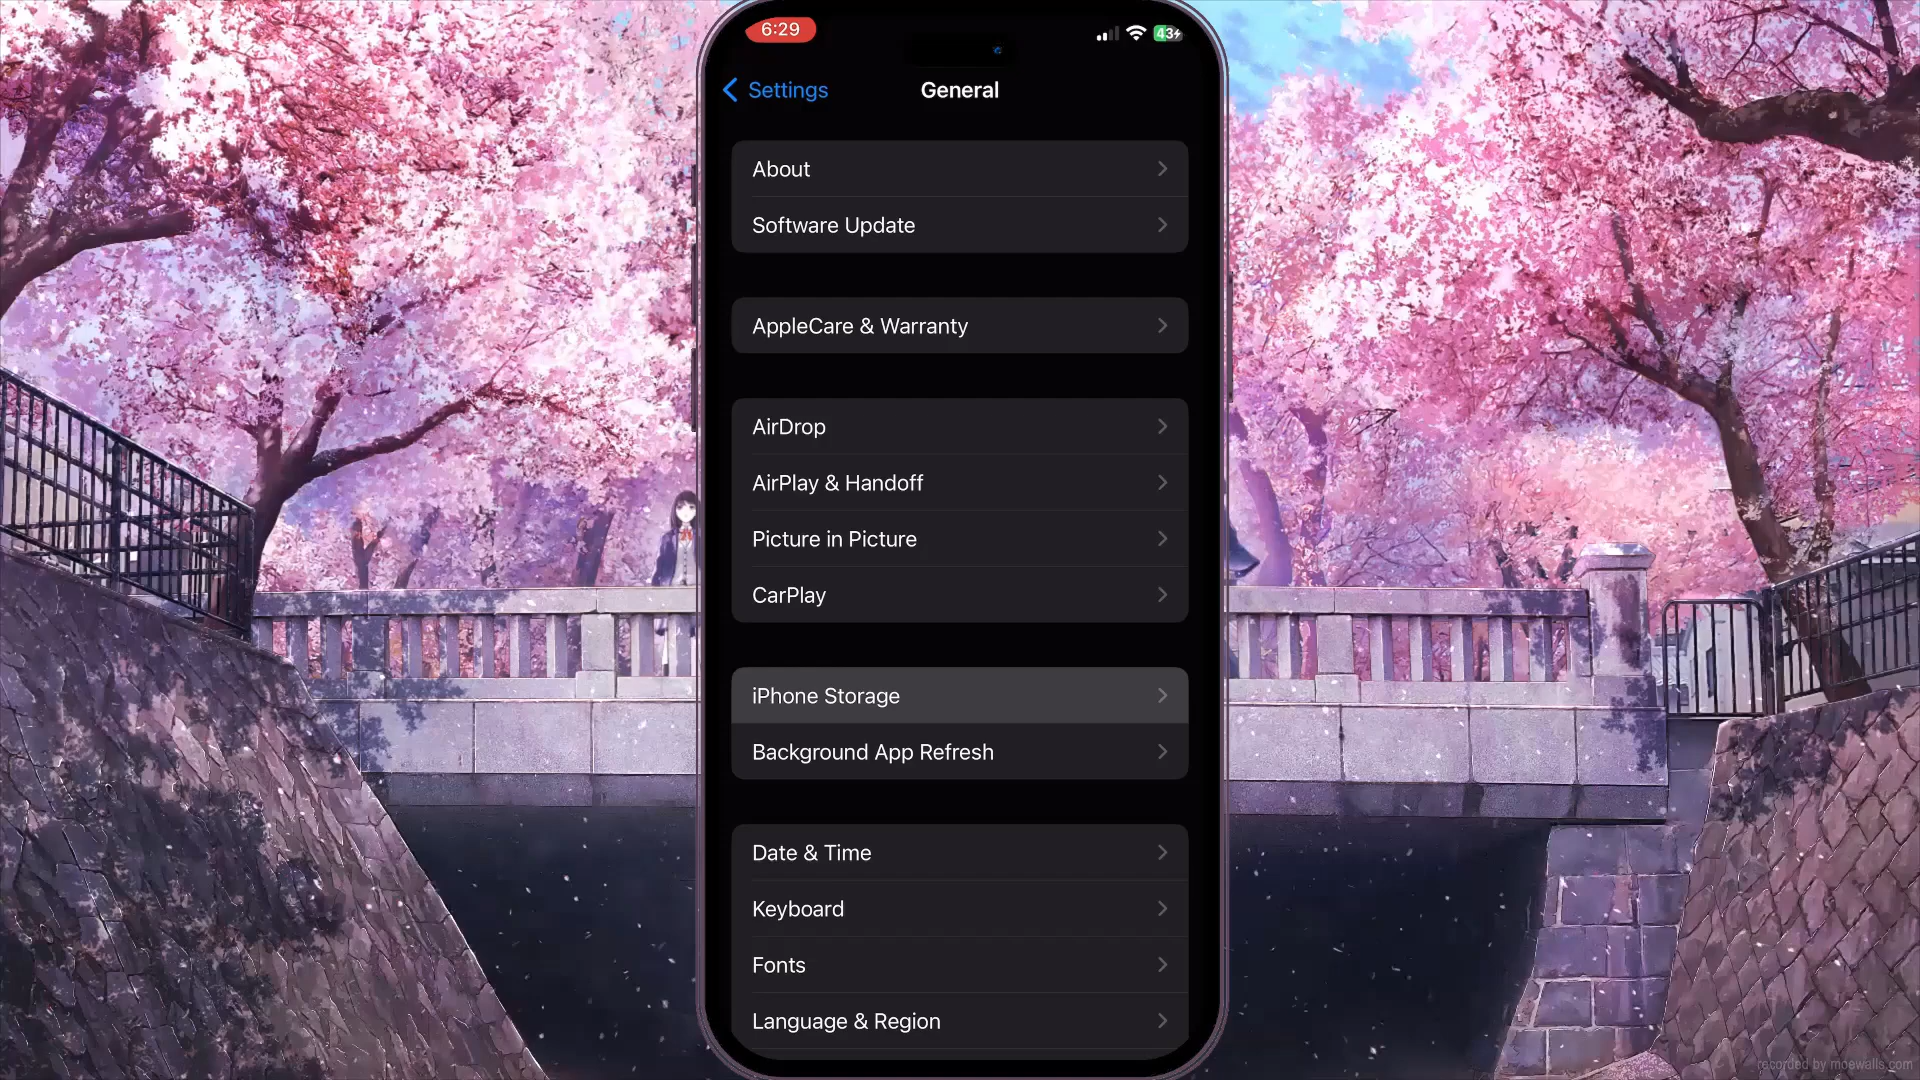 6:29
43
Settings
General
About
Software Update
AppleCare & Warranty
AirDrop
AirPlay & Handoff
Picture in Picture
CarPlay
iPhone Storage
Background App Refresh
Date & Time
Keyboard
Fonts
Language & Region
recorded by moewalls.com